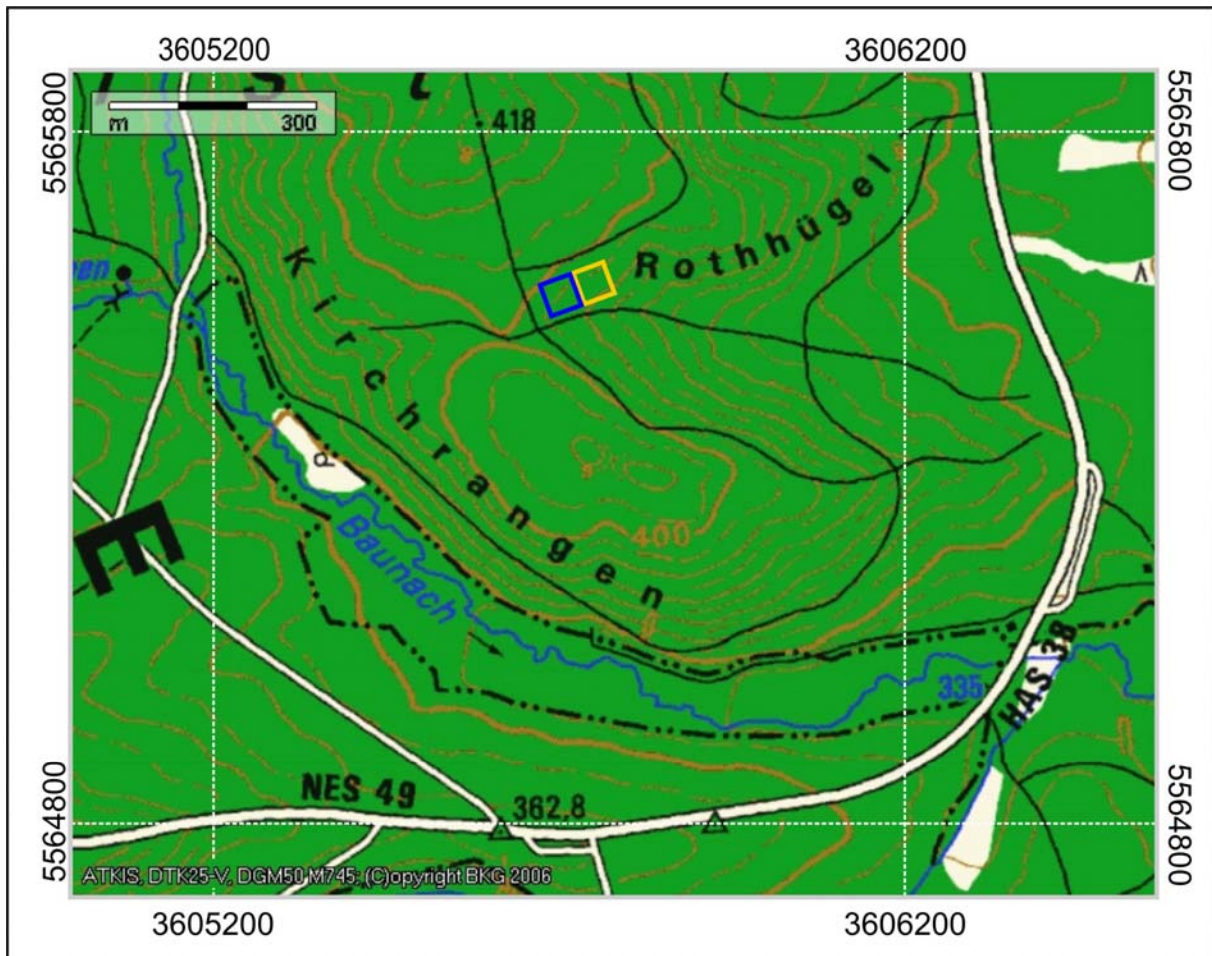 3605200 3606200
5565800
5565800
s t
m 300
418
Rothhügel
Kirchrangen
en
P
400
E
Baunach
335
HAS 38
NES 49
362,8
5564800
5564800
ATKIS, DTK25-V, DGM50 M745; (C)opyright BKG 2006
3605200 3606200